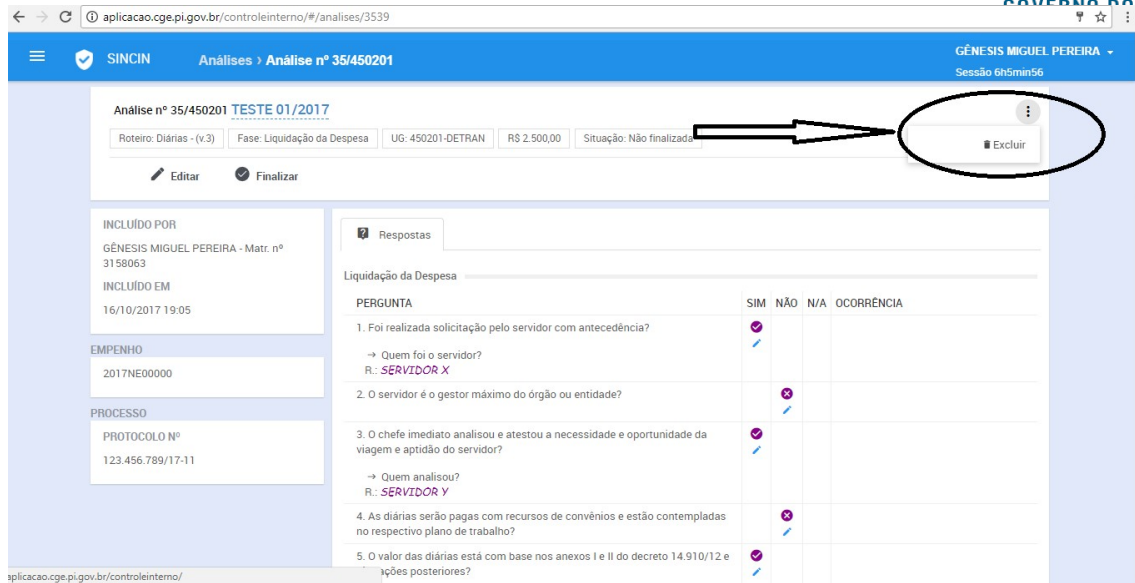 GOVERNO DO
aplicacao.cge.pi.gov.br/controleinterno/#/analises/3539
SINCIN
Análises › Análise nº 35/450201
GÊNESIS MIGUEL PEREIRA
Sessão 6h5min56
Análise nº 35/450201 TESTE 01/2017
Roteiro: Diárias - (v.3)
Fase: Liquidação da Despesa
UG: 450201-DETRAN
R$ 2.500,00
Situação: Não finalizada
Excluir
Editar
Finalizar
INCLUÍDO POR
GÊNESIS MIGUEL PEREIRA - Matr. nº
3158063
INCLUÍDO EM
16/10/2017 19:05
EMPENHO
2017NE00000
PROCESSO
PROTOCOLO Nº
123.456.789/17-11
Respostas
Liquidação da Despesa
PERGUNTA SIM NÃO N/A OCORRÊNCIA
1. Foi realizada solicitação pelo servidor com antecedência?
→ Quem foi o servidor?
R.: SERVIDOR X
2. O servidor é o gestor máximo do órgão ou entidade?
3. O chefe imediato analisou e atestou a necessidade e oportunidade da
viagem e aptidão do servidor?
→ Quem analisou?
R.: SERVIDOR Y
4. As diárias serão pagas com recursos de convênios e estão contempladas
no respectivo plano de trabalho?
5. O valor das diárias está com base nos anexos I e II do decreto 14.910/12 e
posteriores?
aplicacao.cge.pi.gov.br/controleinterno/